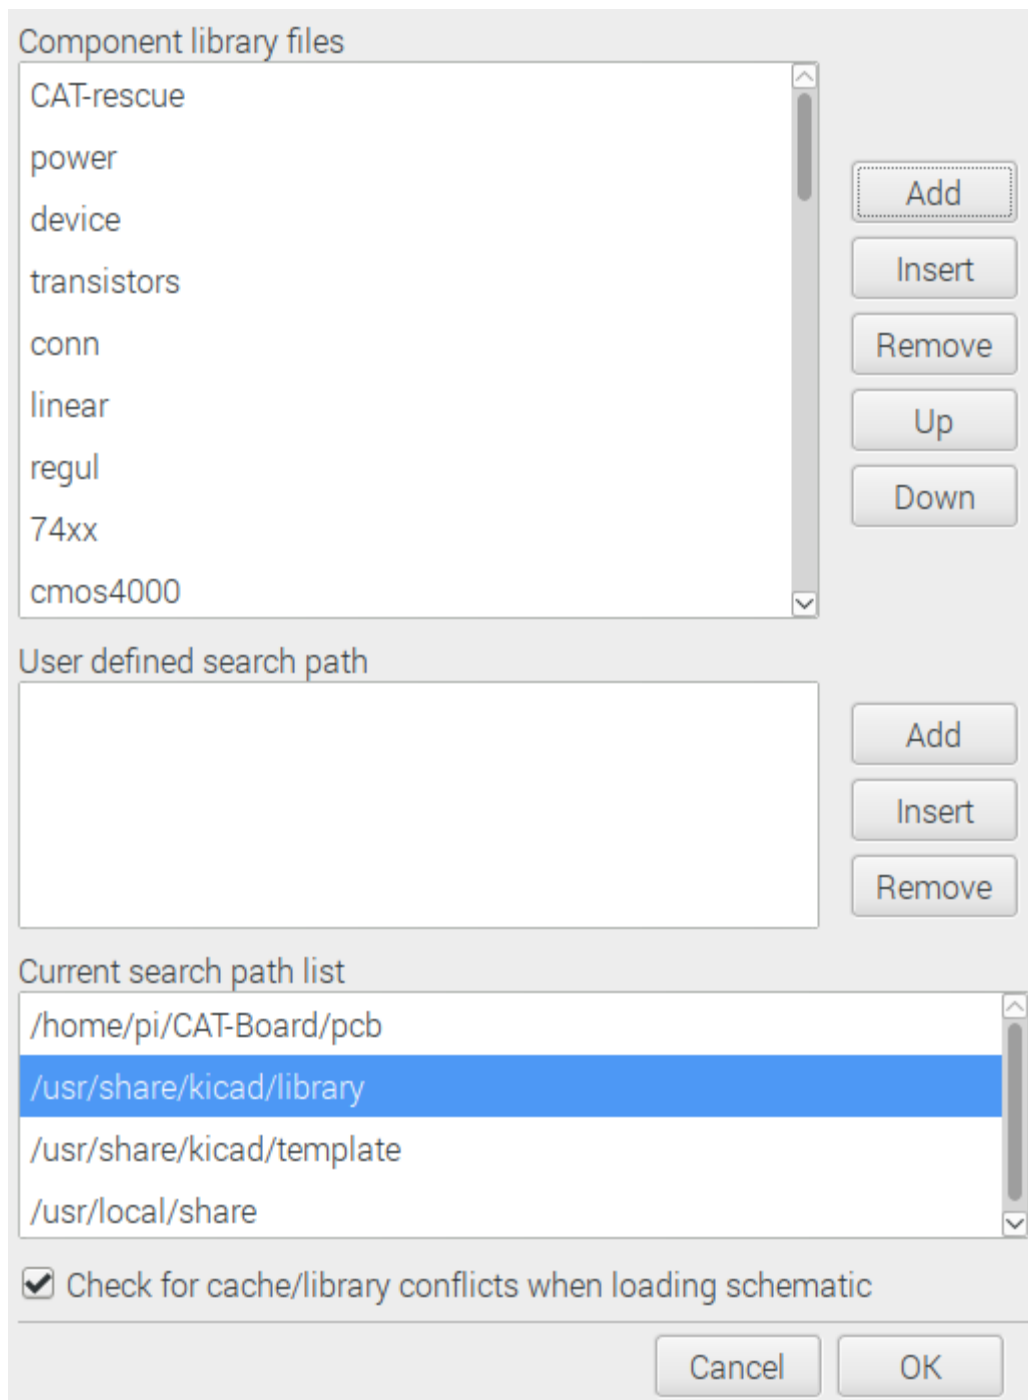 Component library files
CAT-rescue
power
device
transistors
conn
linear
regul
74xx
cmos4000
Add
Insert
Remove
Up
Down
User defined search path
Add
Insert
Remove
Current search path list
/home/pi/CAT-Board/pcb
/usr/share/kicad/library
/usr/share/kicad/template
/usr/local/share
Check for cache/library conflicts when loading schematic
Cancel
OK